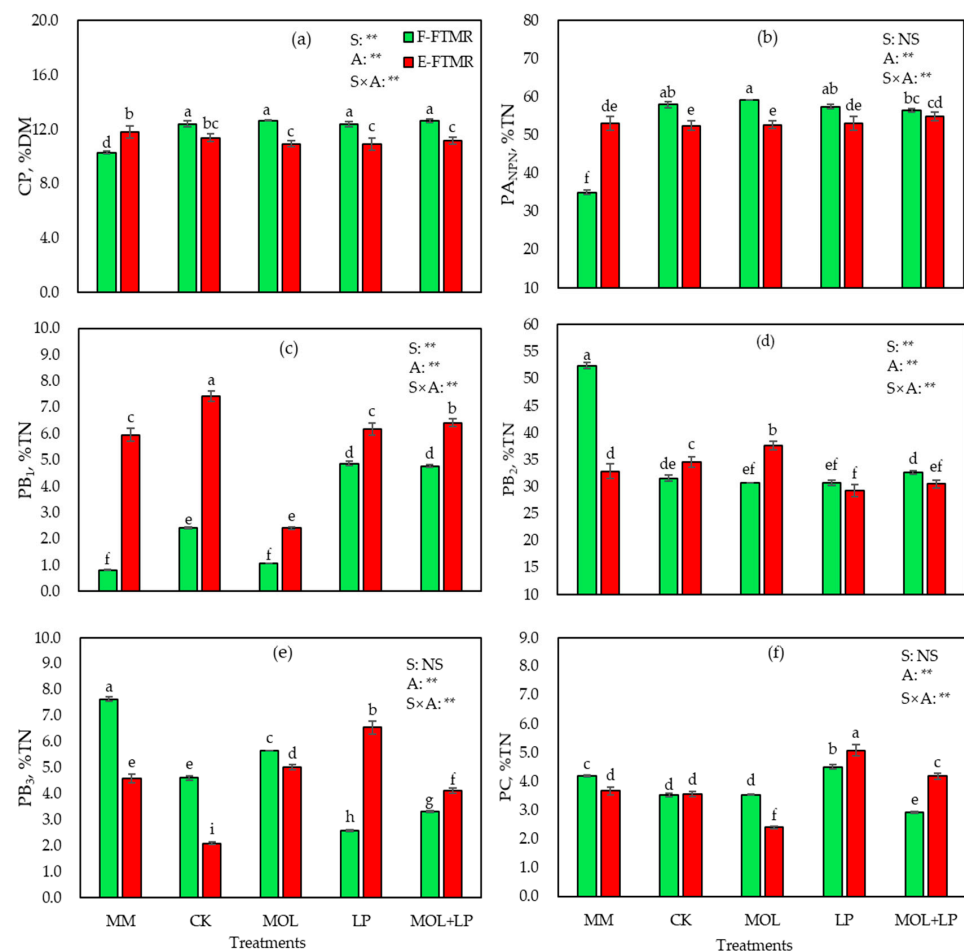 (a)
S: **
A: **
S×A: **
F-FTMR
E-FTMR
CP, %DM
20.0
16.0
12.0
8.0
4.0
0.0
d b a bc a c a c a c
(b)
S: NS
A: **
S×A: **
PA_NPN, %TN
80
70
60
50
40
30
20
10
f de ab e a e ab de bc cd
(c)
S: **
A: **
S×A: **
PB₁, %TN
10.0
9.0
8.0
7.0
6.0
5.0
4.0
3.0
2.0
1.0
0.0
f c e a f e d c d b
(d)
S: **
A: **
S×A: **
PB₂, %TN
60
55
50
45
40
35
30
25
20
15
10
a f de c ef b ef f d ef
(e)
S: NS
A: **
S×A: **
PB₃, %TN
10.0
9.0
8.0
7.0
6.0
5.0
4.0
3.0
2.0
1.0
0.0
a e e i c d h b g f
MM CK MOL LP MOL+LP
Treatments
(f)
S: NS
A: **
S×A: **
PC, %TN
9.0
8.0
7.0
6.0
5.0
4.0
3.0
2.0
1.0
0.0
c d d d d f b a e c
MM CK MOL LP MOL+LP
Treatments